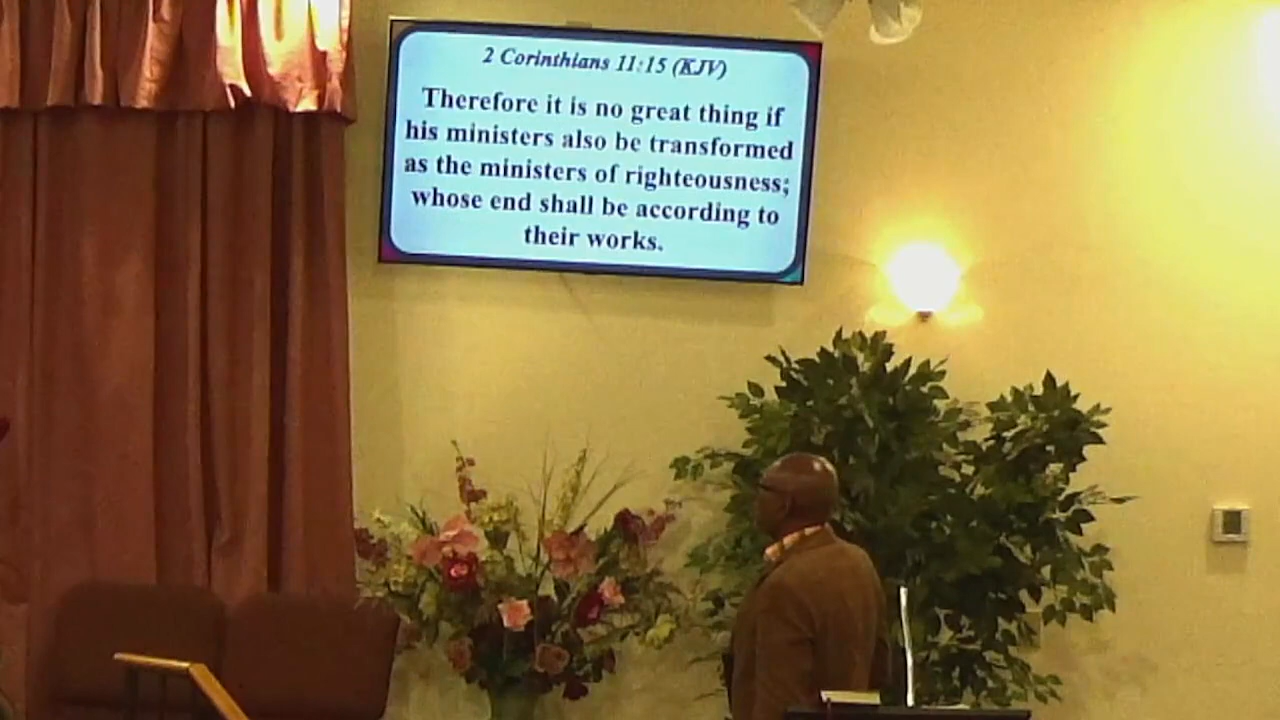 2 Corinthians 11:15 (KJV)
Therefore it is no great thing if
his ministers also be transformed
as the ministers of righteousness;
whose end shall be according to
their works.